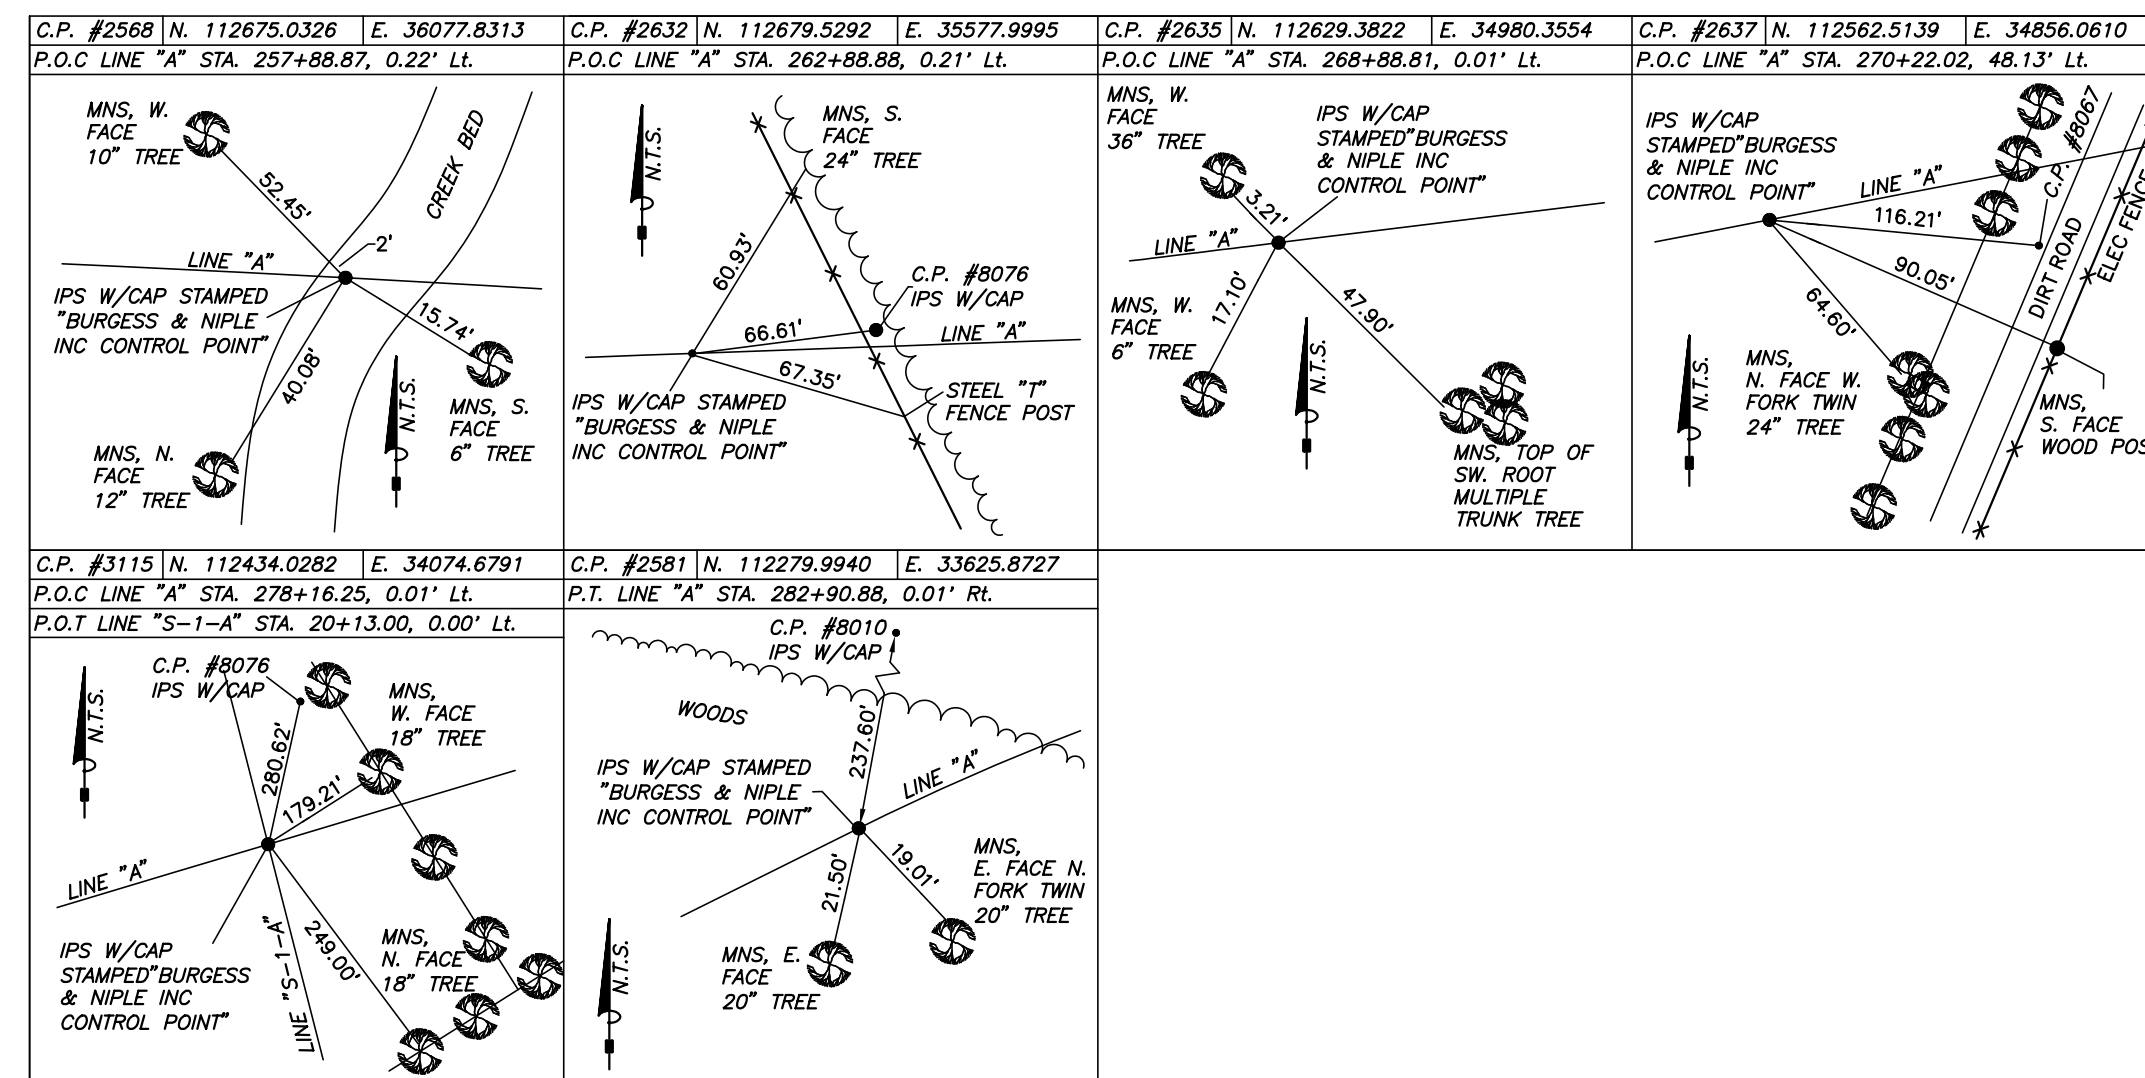 C.P. #2568 N. 112675.0326 E. 36077.8313
P.O.C LINE "A" STA. 257+88.87, 0.22' Lt.
MNS, W.
FACE
10" TREE
52.45'
CREEK BED
2'
LINE "A"
IPS W/CAP STAMPED
"BURGESS & NIPLE
INC CONTROL POINT"
15.74'
40.08'
N.T.S.
MNS, S.
FACE
6" TREE
MNS, N.
FACE
12" TREE
C.P. #2632 N. 112679.5292 E. 35577.9995
P.O.C LINE "A" STA. 262+88.88, 0.21' Lt.
N.T.S.
MNS, S.
FACE
24" TREE
60.93'
C.P. #8076
IPS W/CAP
66.61'
LINE "A"
67.35'
IPS W/CAP STAMPED
"BURGESS & NIPLE
INC CONTROL POINT"
STEEL "T"
FENCE POST
C.P. #2635 N. 112629.3822 E. 34980.3554
P.O.C LINE "A" STA. 268+88.81, 0.01' Lt.
MNS, W.
FACE
36" TREE
IPS W/CAP
STAMPED"BURGESS
& NIPLE INC
CONTROL POINT"
3.21'
LINE "A"
MNS, W.
FACE
6" TREE
17.10'
47.90'
N.T.S.
MNS, TOP OF
SW. ROOT
MULTIPLE
TRUNK TREE
C.P. #2637 N. 112562.5139 E. 34856.0610
P.O.C LINE "A" STA. 270+22.02, 48.13' Lt.
IPS W/CAP
STAMPED"BURGESS
& NIPLE INC
CONTROL POINT"
C.P. #8067
LINE "A"
116.21'
90.05'
64.60'
DIRT ROAD
ELEC FENCE
N.T.S.
MNS,
N. FACE W.
FORK TWIN
24" TREE
MNS,
S. FACE
WOOD POS
C.P. #3115 N. 112434.0282 E. 34074.6791
P.O.C LINE "A" STA. 278+16.25, 0.01' Lt.
P.O.T LINE "S-1-A" STA. 20+13.00, 0.00' Lt.
C.P. #8076
IPS W/CAP
N.T.S.
MNS,
W. FACE
18" TREE
280.62'
179.21'
LINE "A"
IPS W/CAP
STAMPED"BURGESS
& NIPLE INC
CONTROL POINT"
LINE "S-1-A"
249.00'
MNS,
N. FACE
18" TREE
C.P. #2581 N. 112279.9940 E. 33625.8727
P.T. LINE "A" STA. 282+90.88, 0.01' Rt.
C.P. #8010
IPS W/CAP
WOODS
237.60'
IPS W/CAP STAMPED
"BURGESS & NIPLE
INC CONTROL POINT"
LINE "A"
21.50'
19.01'
MNS,
E. FACE N.
FORK TWIN
20" TREE
MNS, E.
FACE
20" TREE
N.T.S.